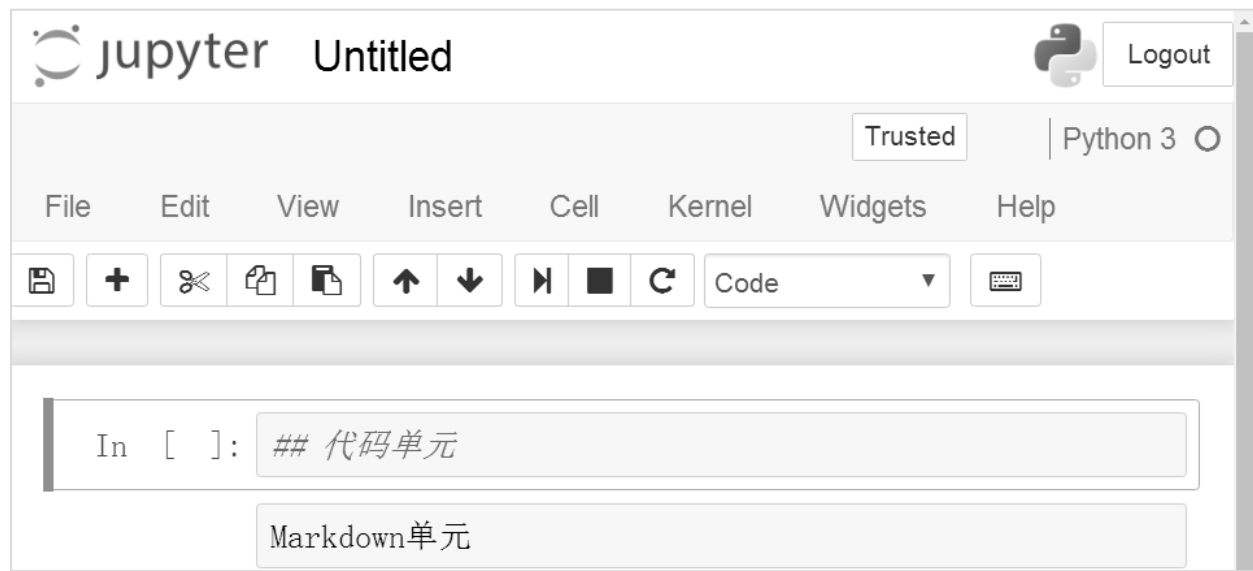 jupyter Untitled Logout
Trusted Python 3
File Edit View Insert Cell Kernel Widgets Help
Code
In [ ]: ## 代码单元
Markdown单元